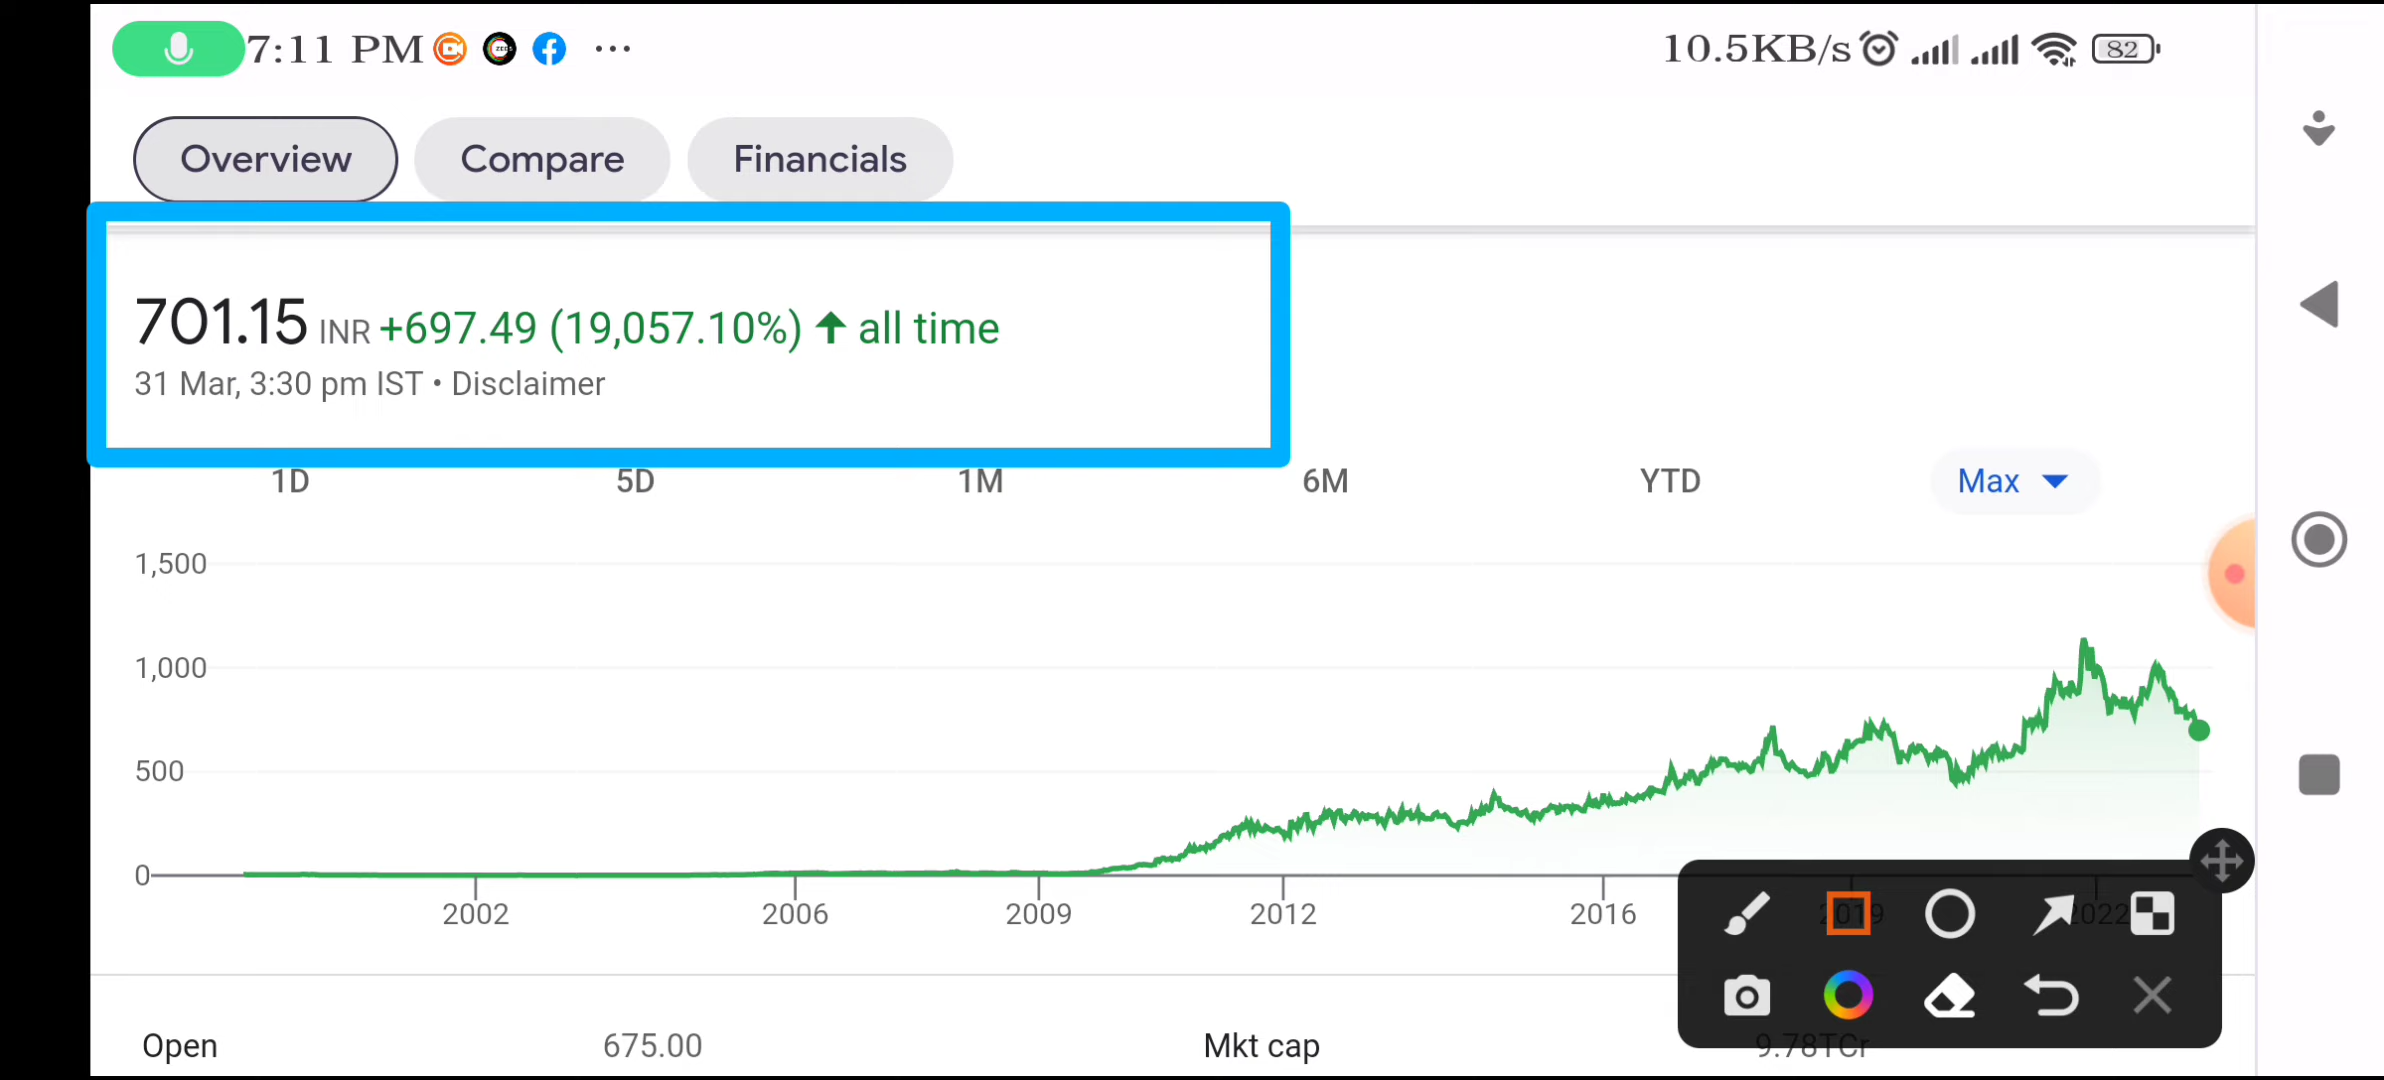 7:11 PM ... 10.5KB/s 82
Overview Compare Financials
701.15 INR +697.49 (19,057.10%) ↑ all time
31 Mar, 3:30 pm IST • Disclaimer
1D 5D 1M 6M YTD Max
1,500
1,000
500
0
2002 2006 2009 2012 2016 2019 2022
Open 675.00 Mkt cap 9.78TCr